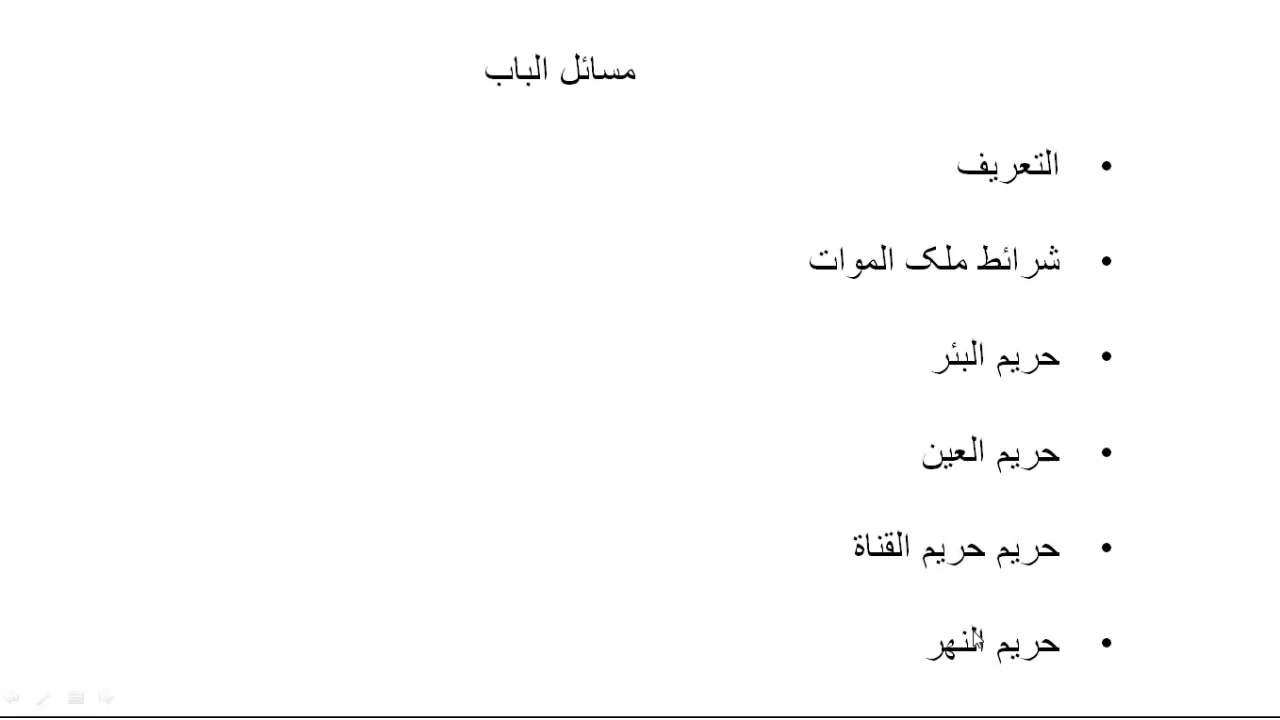 مسائل الباب
• التعريف
• شرائط ملک الموات
• حريم البئر
• حريم العين
• حريم حريم القناة
• حريم النهر